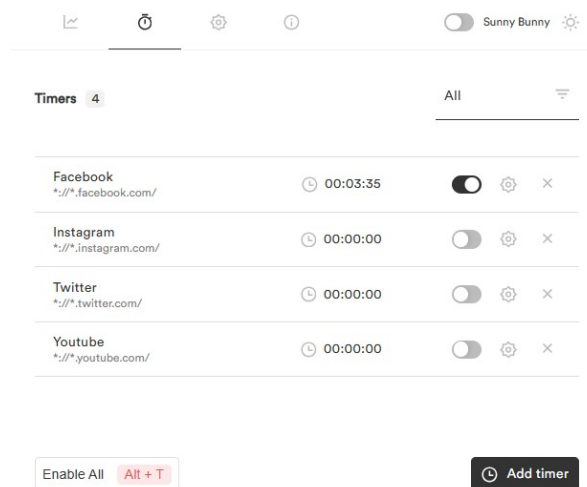 Sunny Bunny
Timers 4
All
Facebook
*://*.facebook.com/
00:03:35
Instagram
*://*.instagram.com/
00:00:00
Twitter
*://*.twitter.com/
00:00:00
Youtube
*://*.youtube.com/
00:00:00
Enable All Alt + T
Add timer